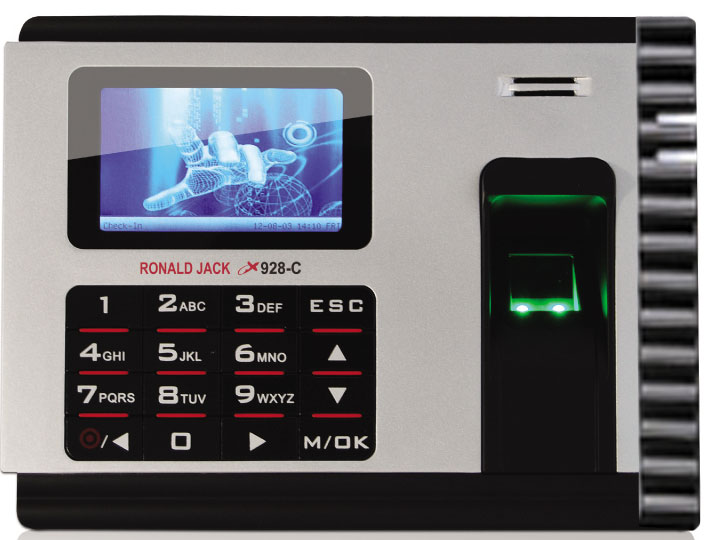 Check-In 12-08-03 14:10 FRI
RONALD JACK X928-C
1 2ABC 3DEF ESC
4GHI 5JKL 6MNO ▲
7PQRS 8TUV 9WXYZ ▼
/◀ 0 ▶ M/OK